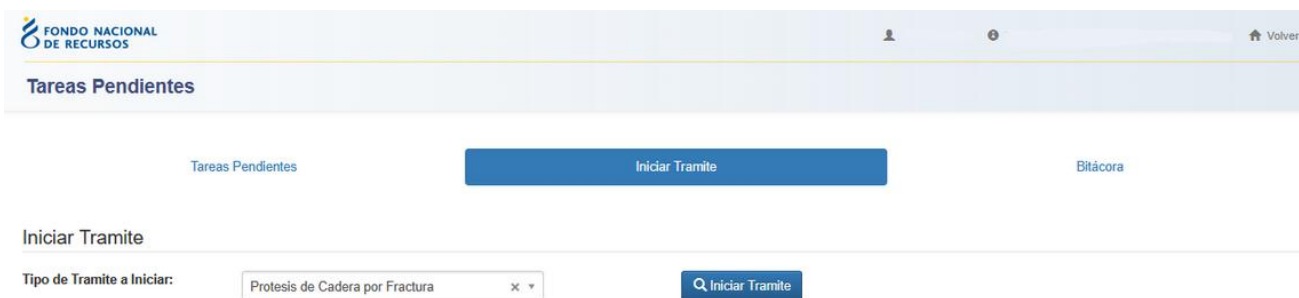 FONDO NACIONAL
DE RECURSOS
Volver
Tareas Pendientes
Tareas Pendientes
Iniciar Tramite
Bitácora
Iniciar Tramite
Tipo de Tramite a Iniciar:
Protesis de Cadera por Fractura
Iniciar Tramite